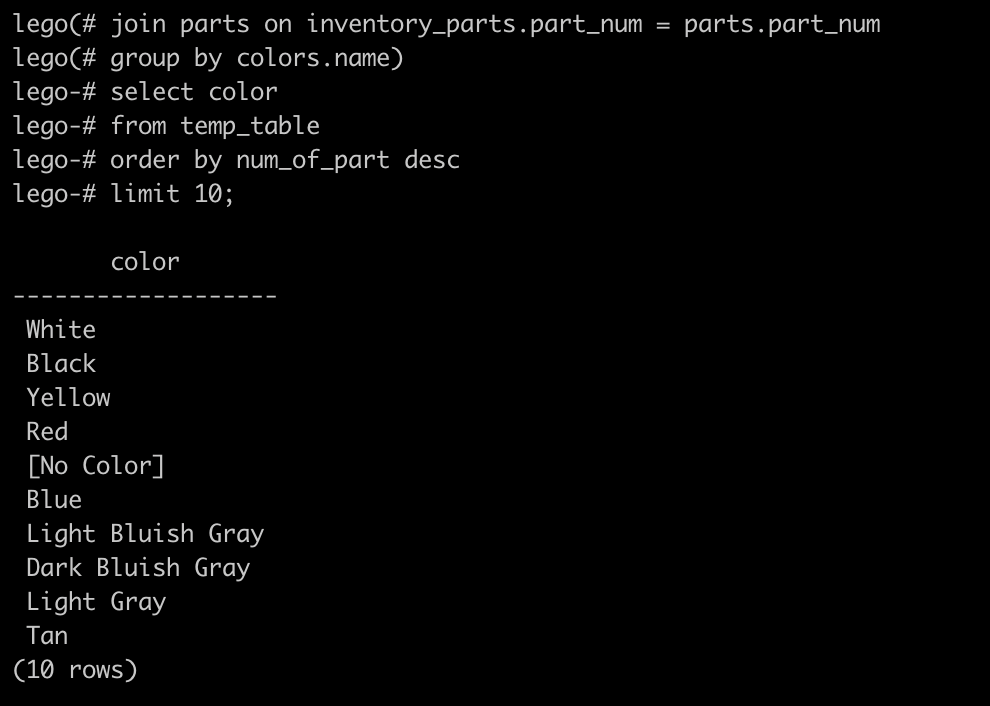 lego(# join parts on inventory_parts.part_num = parts.part_num
lego(# group by colors.name)
lego-# select color
lego-# from temp_table
lego-# order by num_of_part desc
lego-# limit 10;
color
-------------------
White
Black
Yellow
Red
[No Color]
Blue
Light Bluish Gray
Dark Bluish Gray
Light Gray
Tan
(10 rows)